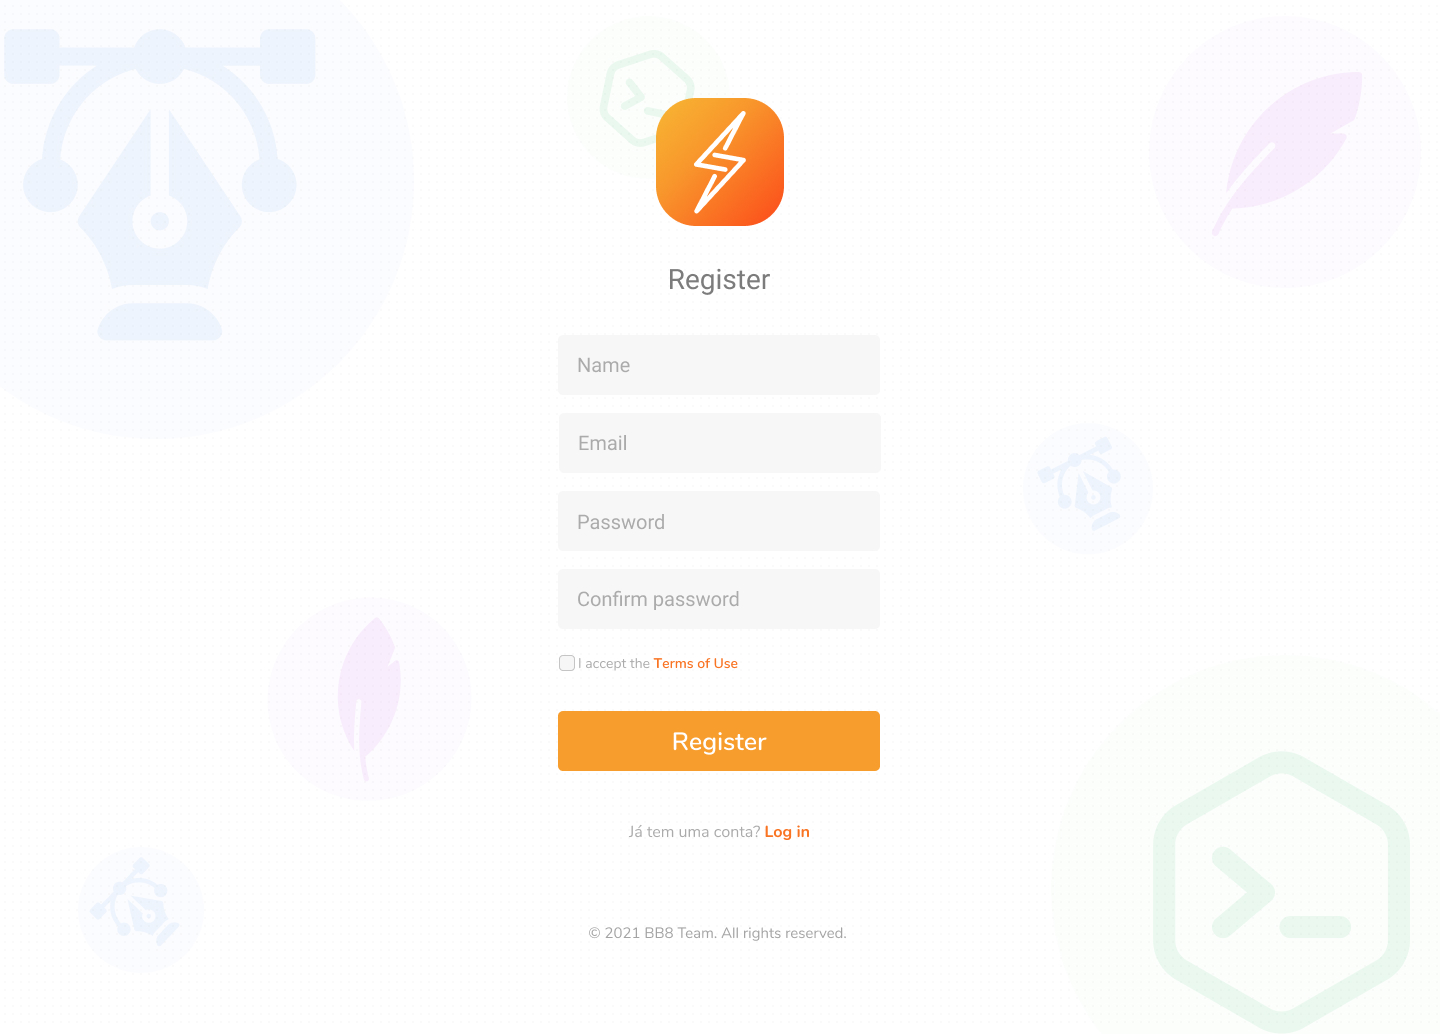 Register
Name
Email
Password
Confirm password
I accept the Terms of Use
Register
Já tem uma conta? Log in
© 2021 BB8 Team. All rights reserved.